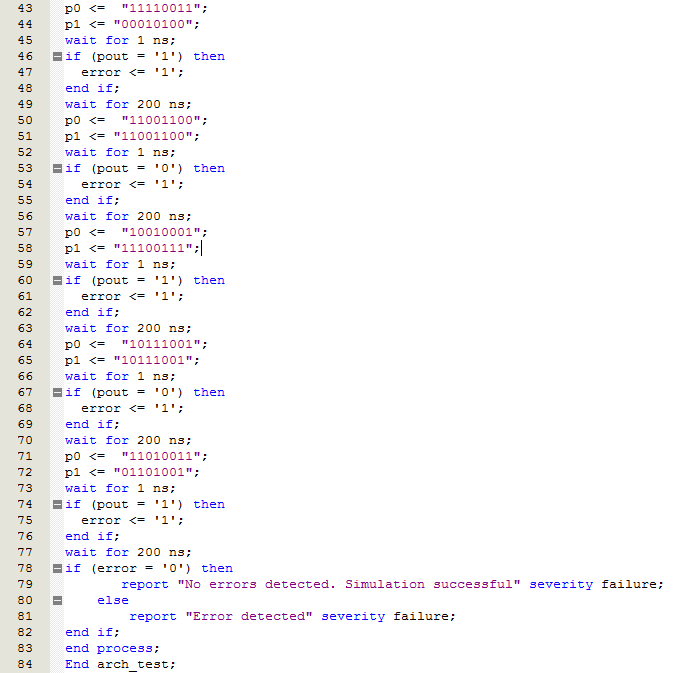 43 p0 <=  "11110011";
44 p1 <= "00010100";
45 wait for 1 ns;
46 if (pout = '1') then
47   error <= '1';
48 end if;
49 wait for 200 ns;
50 p0 <=  "11001100";
51 p1 <= "11001100";
52 wait for 1 ns;
53 if (pout = '0') then
54   error <= '1';
55 end if;
56 wait for 200 ns;
57 p0 <=  "10010001";
58 p1 <= "11100111";
59 wait for 1 ns;
60 if (pout = '1') then
61   error <= '1';
62 end if;
63 wait for 200 ns;
64 p0 <=  "10111001";
65 p1 <= "10111001";
66 wait for 1 ns;
67 if (pout = '0') then
68   error <= '1';
69 end if;
70 wait for 200 ns;
71 p0 <=  "11010011";
72 p1 <= "01101001";
73 wait for 1 ns;
74 if (pout = '1') then
75   error <= '1';
76 end if;
77 wait for 200 ns;
78 if (error = '0') then
79        report "No errors detected. Simulation successful" severity failure;
80     else
81         report "Error detected" severity failure;
82 end if;
83 end process;
84 End arch_test;